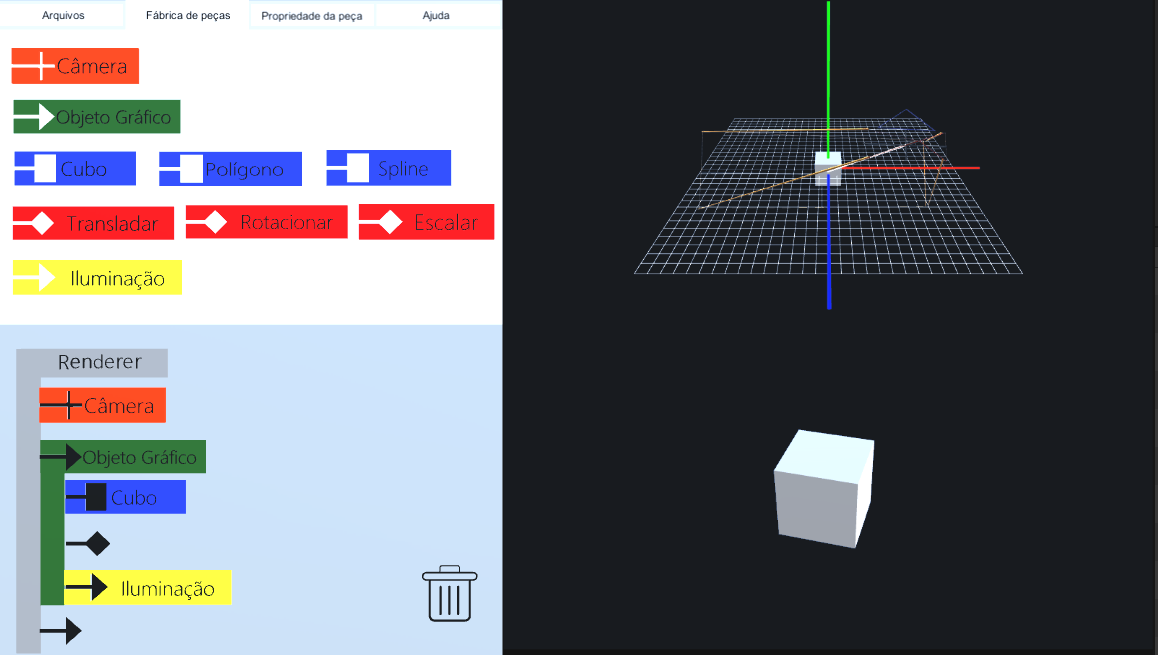 Arquivos Fábrica de peças Propriedade da peça Ajuda
Câmera
Objeto Gráfico
Cubo Polígono Spline
Transladar Rotacionar Escalar
Iluminação
Renderer
Câmera
Objeto Gráfico
Cubo
Iluminação